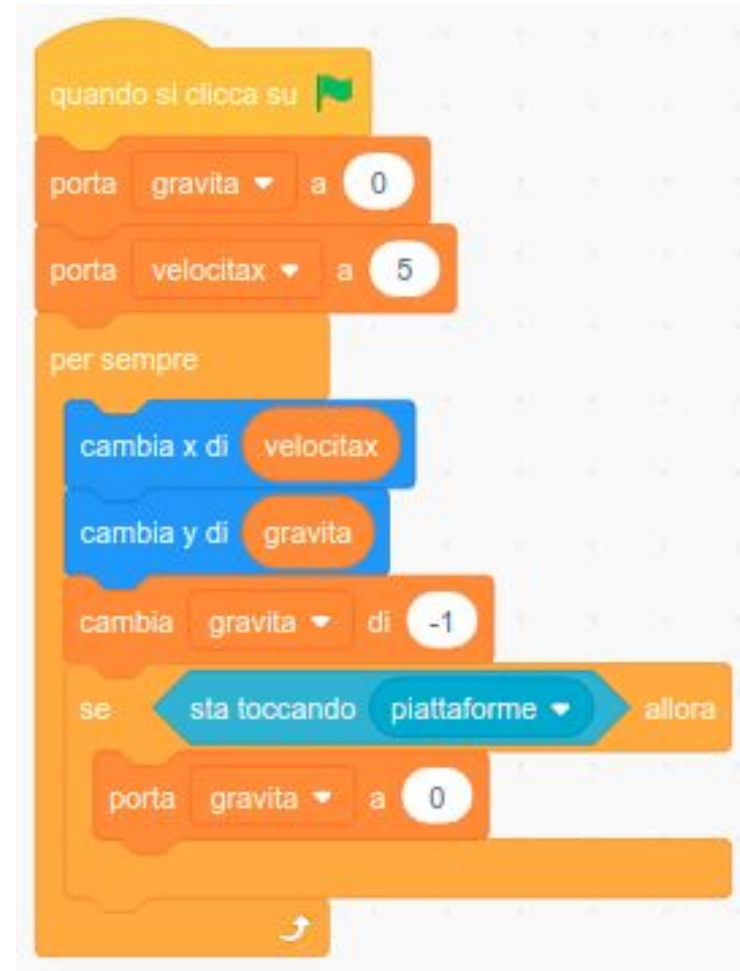 quando si clicca su
porta gravita a 0
porta velocitax a 5
per sempre
cambia x di velocitax
cambia y di gravita
cambia gravita di -1
se sta toccando piattaforme allora
porta gravita a 0